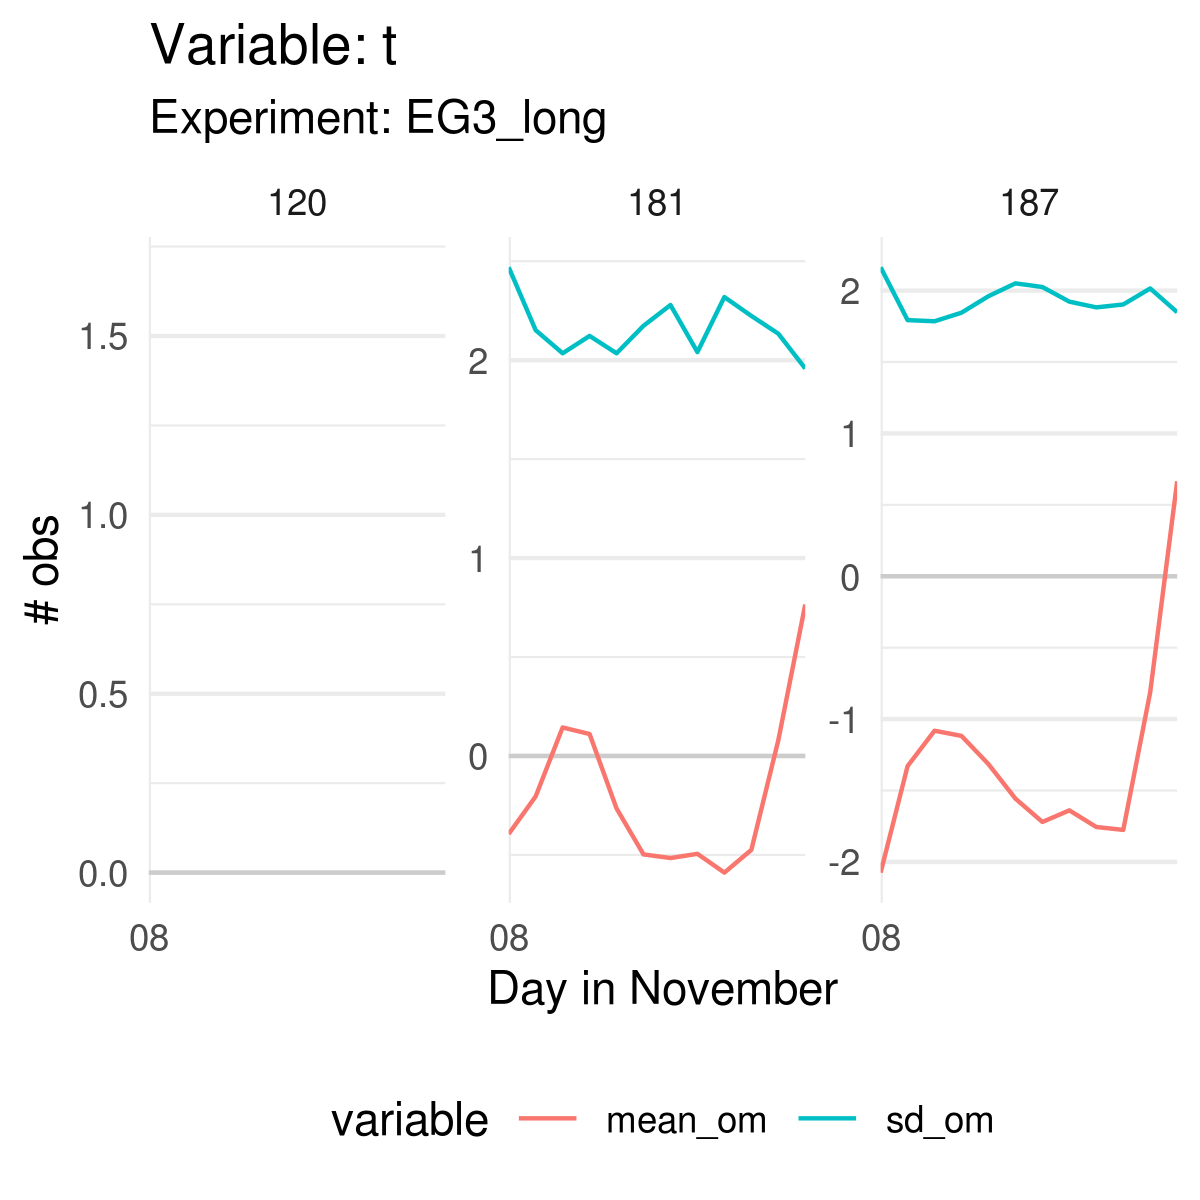 Variable: t
Experiment: EG3_long
120
181
187
1.5
1.0
0.5
0.0
2
1
0
2
1
0
-1
-2
# obs
08
08
08
Day in November
variable
mean_om
sd_om